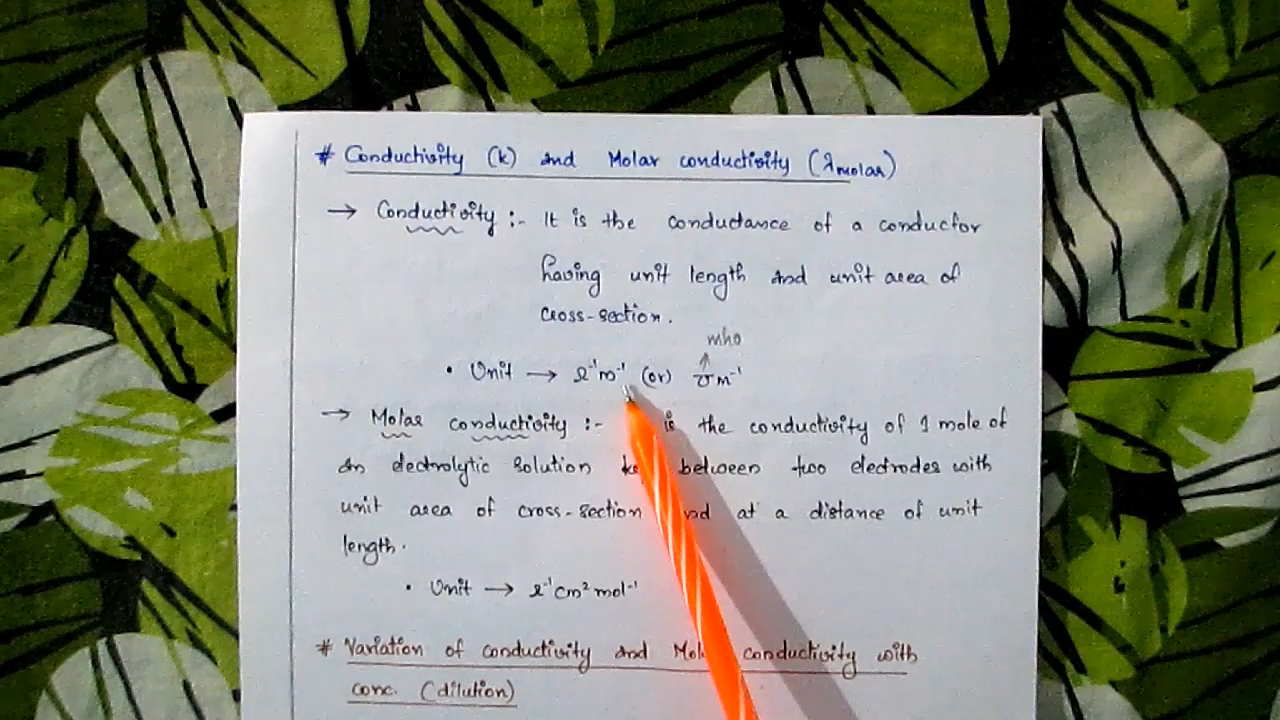 # Conductivity (k) and Molar conductivity (λmolar)
→ Conductivity :- It is the conductance of a conductor
having unit length and unit area of
cross-section.
mho
• Unit → Ω⁻¹m⁻¹ (or) ℧m⁻¹
→ Molar conductivity :- is the conductivity of 1 mole of
an electrolytic solution between two electrodes with
unit area of cross-section and at a distance of unit
length.
• Unit → Ω⁻¹cm²mol⁻¹
# Variation of conductivity and conductivity with
conc. (dilution)